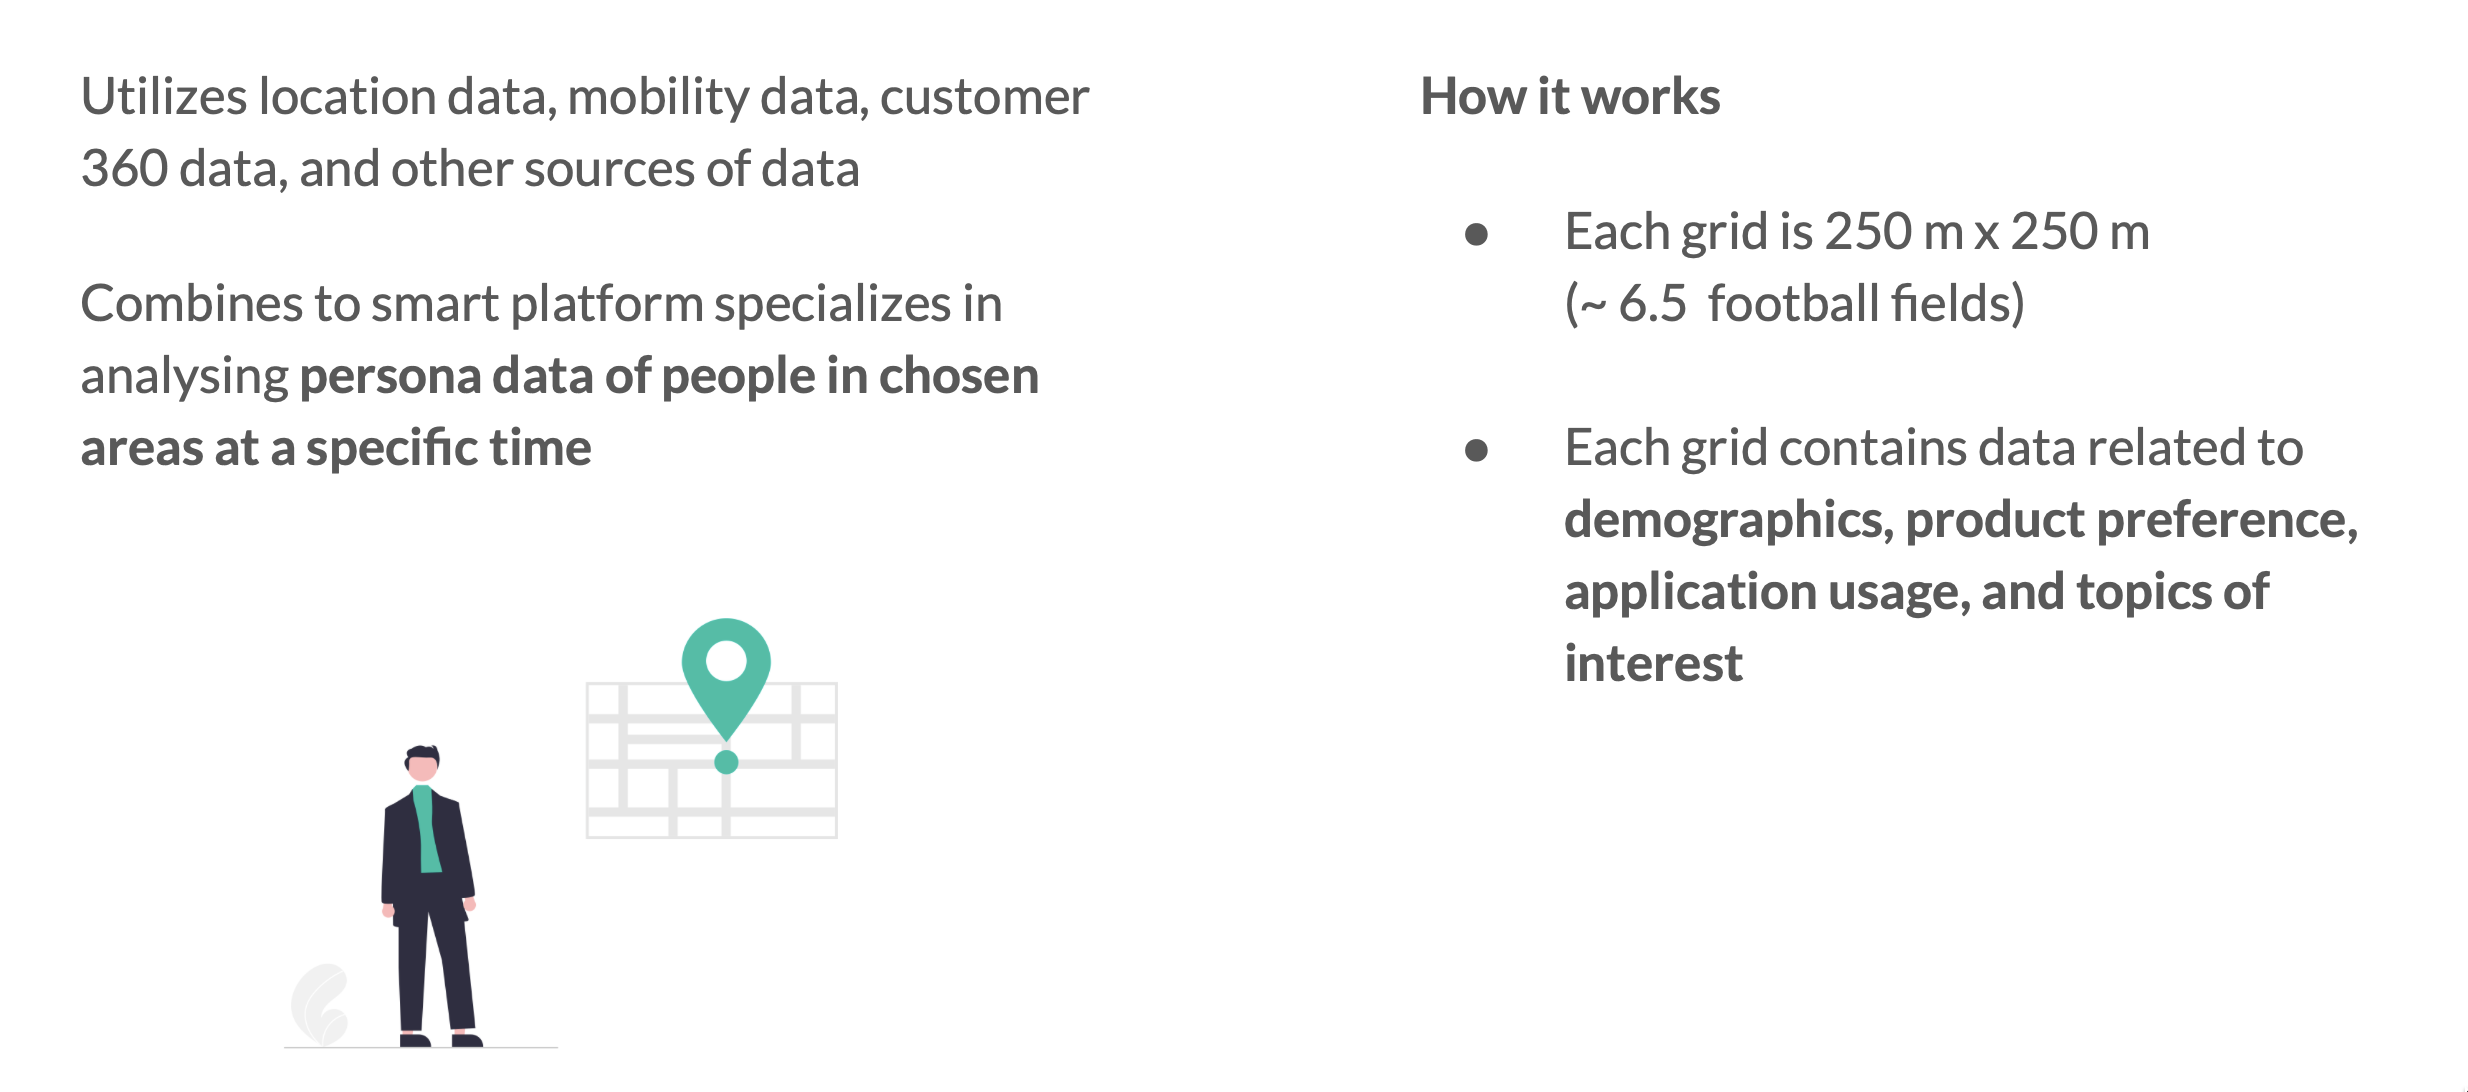 Utilizes location data, mobility data, customer
360 data, and other sources of data
Combines to smart platform specializes in
analysing persona data of people in chosen
areas at a specific time
How it works
● Each grid is 250 m x 250 m
(~ 6.5 football fields)
● Each grid contains data related to
demographics, product preference,
application usage, and topics of
interest